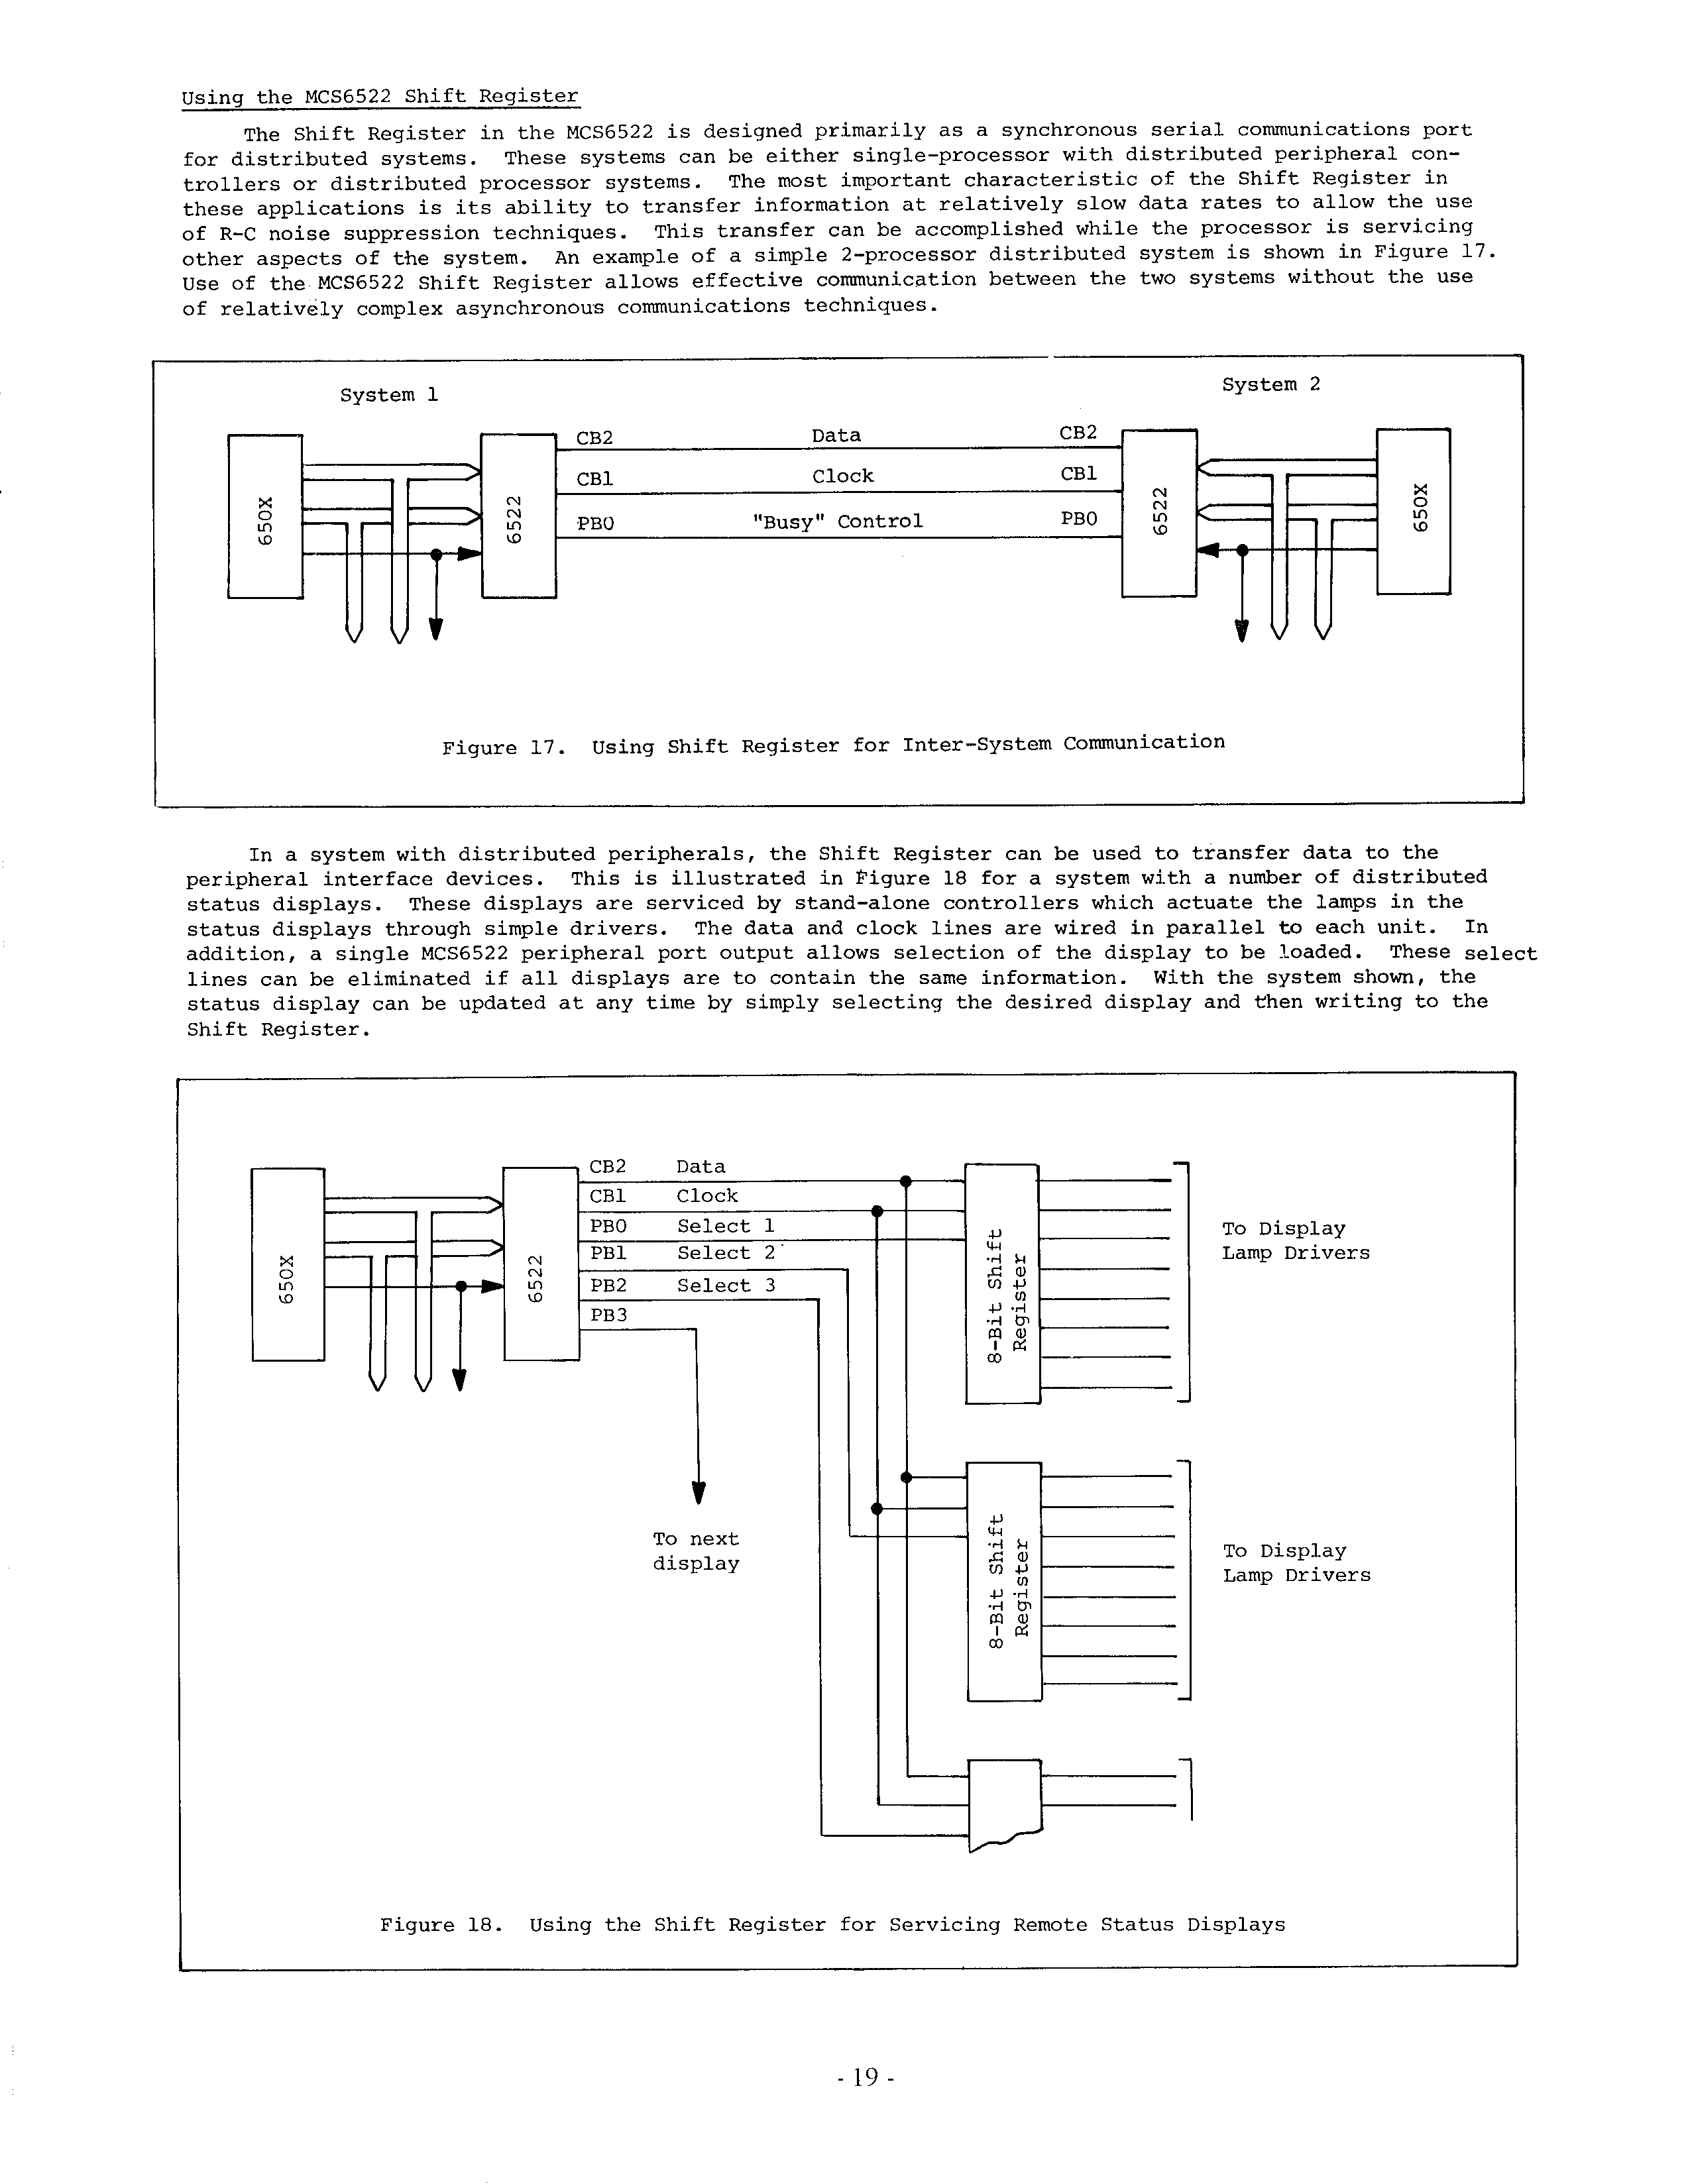 Using the MCS6522 Shift Register
The Shift Register in the MCS6522 is designed primarily as a synchronous serial communications port
for distributed systems. These systems can be either single-processor with distributed peripheral con-
trollers or distributed processor systems. The most important characteristic of the Shift Register in
these applications is its ability to transfer information at relatively slow data rates to allow the use
of R-C noise suppression techniques. This transfer can be accomplished while the processor is servicing
other aspects of the system. An example of a simple 2-processor distributed system is shown in Figure 17.
Use of the MCS6522 Shift Register allows effective communication between the two systems without the use
of relatively complex asynchronous communications techniques.
System 1
System 2
CB2 Data CB2
CB1 Clock CB1
PB0 "Busy" Control PB0
650X
6522
6522
650X
Figure 17. Using Shift Register for Inter-System Communication
In a system with distributed peripherals, the Shift Register can be used to transfer data to the
peripheral interface devices. This is illustrated in Figure 18 for a system with a number of distributed
status displays. These displays are serviced by stand-alone controllers which actuate the lamps in the
status displays through simple drivers. The data and clock lines are wired in parallel to each unit. In
addition, a single MCS6522 peripheral port output allows selection of the display to be loaded. These select
lines can be eliminated if all displays are to contain the same information. With the system shown, the
status display can be updated at any time by simply selecting the desired display and then writing to the
Shift Register.
CB2 Data
CB1 Clock
PB0 Select 1
PB1 Select 2
PB2 Select 3
PB3
650X
6522
8-Bit Shift
Register
To Display
Lamp Drivers
To next
display
8-Bit Shift
Register
To Display
Lamp Drivers
Figure 18. Using the Shift Register for Servicing Remote Status Displays
- 19 -